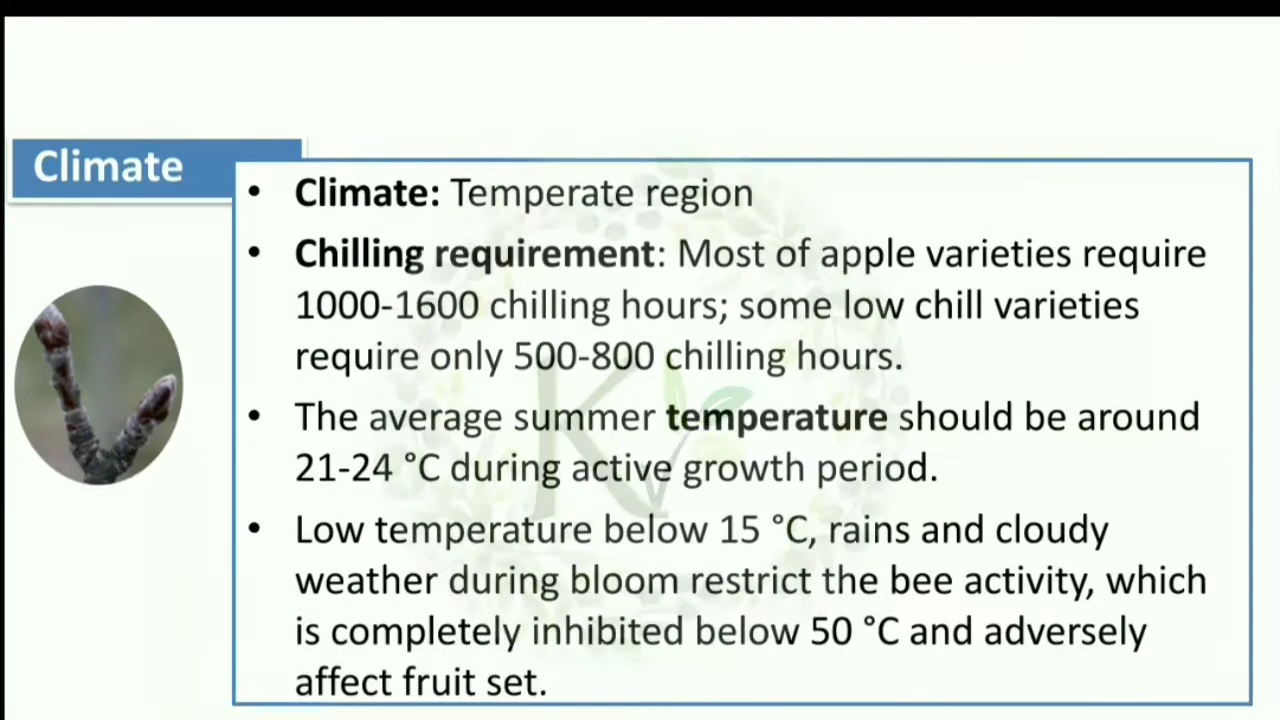 Climate
• Climate: Temperate region
• Chilling requirement: Most of apple varieties require
1000-1600 chilling hours; some low chill varieties
require only 500-800 chilling hours.
• The average summer temperature should be around
21-24 °C during active growth period.
• Low temperature below 15 °C, rains and cloudy
weather during bloom restrict the bee activity, which
is completely inhibited below 50 °C and adversely
affect fruit set.